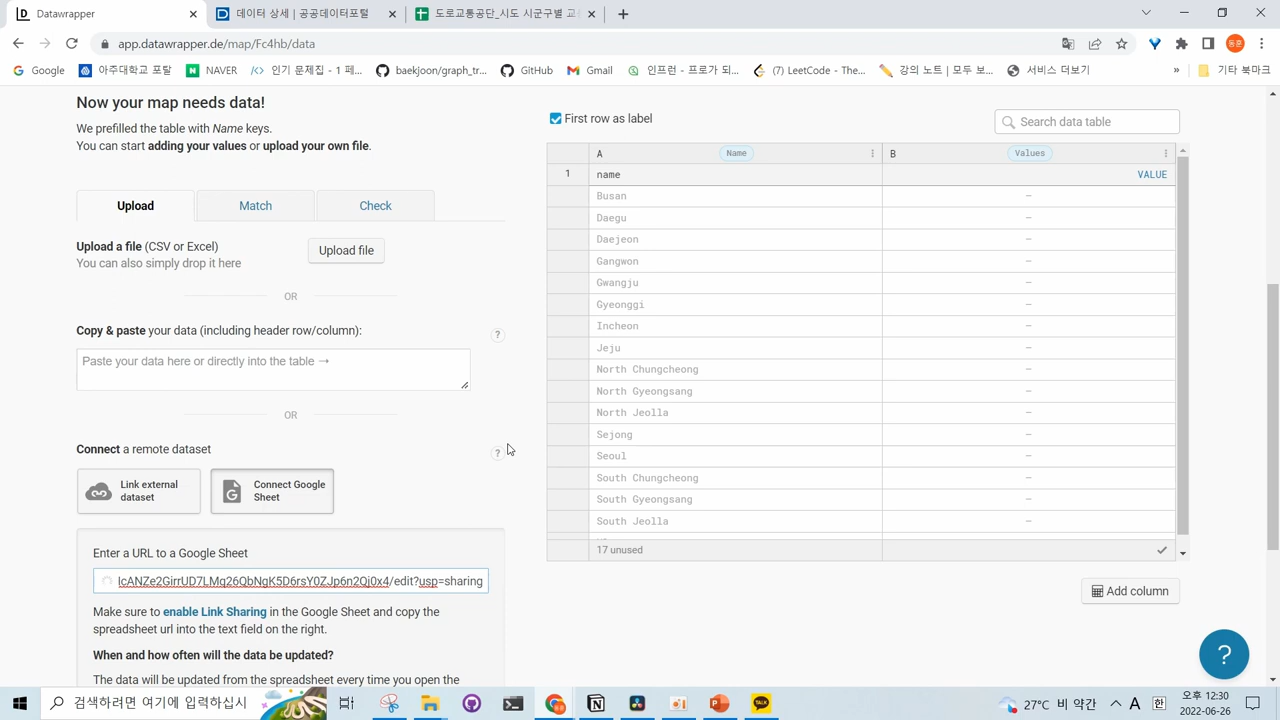 Datawrapper
데이터 상세 | 공공데이터포털
도로교통공단_시도 시군구별 교
app.datawrapper.de/map/Fc4hb/data
동훈
Google
아주대학교 포탈
NAVER
인기 문제집 - 1 페...
baekjoon/graph_tr...
GitHub
Gmail
인프런 - 프로가 되...
(7) LeetCode - The...
강의 노트 | 모두 보...
서비스 더보기
»
기타 북마크
Now your map needs data!
We prefilled the table with Name keys.
You can start adding your values or upload your own file.
Upload
Match
Check
Upload a file (CSV or Excel)
You can also simply drop it here
Upload file
OR
Copy & paste your data (including header row/column):
?
Paste your data here or directly into the table →
OR
Connect a remote dataset
?
Link external
dataset
Connect Google
Sheet
Enter a URL to a Google Sheet
lcANZe2GirrUD7LMq26QbNgK5D6rsY0ZJp6n2Qj0x4/edit?usp=sharing
Make sure to enable Link Sharing in the Google Sheet and copy the
spreadsheet url into the text field on the right.
When and how often will the data be updated?
The data will be updated from the spreadsheet every time you open the
First row as label
Search data table
A Name B Values
1 name VALUE
Busan –
Daegu –
Daejeon –
Gangwon –
Gwangju –
Gyeonggi –
Incheon –
Jeju –
North Chungcheong –
North Gyeongsang –
North Jeolla –
Sejong –
Seoul –
South Chungcheong –
South Gyeongsang –
South Jeolla –
17 unused
Add column
?
검색하려면 여기에 입력하십시
TALK
27°C 비 약간
A
한
오후 12:30
2022-06-26